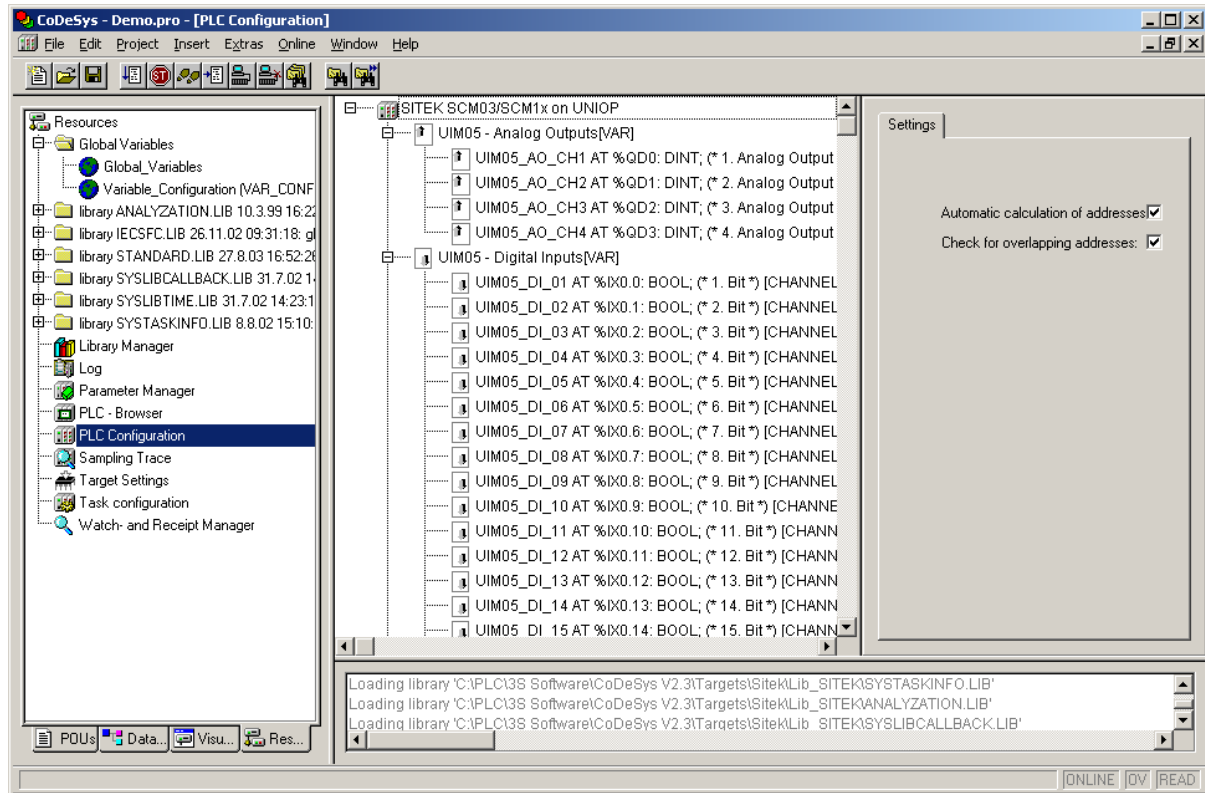 CoDeSys - Demo.pro - [PLC Configuration]
File Edit Project Insert Extras Online Window Help
Resources
Global Variables
Global_Variables
Variable_Configuration (VAR_CONF
library ANALYZATION.LIB 10.3.99 16:22
library IECSFC.LIB 26.11.02 09:31:18: gl
library STANDARD.LIB 27.8.03 16:52:26
library SYSLIBCALLBACK.LIB 31.7.02 14
library SYSLIBTIME.LIB 31.7.02 14:23:1
library SYSTASKINFO.LIB 8.8.02 15:10:
Library Manager
Log
Parameter Manager
PLC - Browser
PLC Configuration
Sampling Trace
Target Settings
Task configuration
Watch- and Receipt Manager
POUs Data... Visu... Res...
SITEK SCM03/SCM1x on UNIOP
UIM05 - Analog Outputs[VAR]
UIM05_AO_CH1 AT %QD0: DINT; (* 1. Analog Output
UIM05_AO_CH2 AT %QD1: DINT; (* 2. Analog Output
UIM05_AO_CH3 AT %QD2: DINT; (* 3. Analog Output
UIM05_AO_CH4 AT %QD3: DINT; (* 4. Analog Output
UIM05 - Digital Inputs[VAR]
UIM05_DI_01 AT %IX0.0: BOOL; (* 1. Bit *) [CHANNEL
UIM05_DI_02 AT %IX0.1: BOOL; (* 2. Bit *) [CHANNEL
UIM05_DI_03 AT %IX0.2: BOOL; (* 3. Bit *) [CHANNEL
UIM05_DI_04 AT %IX0.3: BOOL; (* 4. Bit *) [CHANNEL
UIM05_DI_05 AT %IX0.4: BOOL; (* 5. Bit *) [CHANNEL
UIM05_DI_06 AT %IX0.5: BOOL; (* 6. Bit *) [CHANNEL
UIM05_DI_07 AT %IX0.6: BOOL; (* 7. Bit *) [CHANNEL
UIM05_DI_08 AT %IX0.7: BOOL; (* 8. Bit *) [CHANNEL
UIM05_DI_09 AT %IX0.8: BOOL; (* 9. Bit *) [CHANNEL
UIM05_DI_10 AT %IX0.9: BOOL; (* 10. Bit *) [CHANNE
UIM05_DI_11 AT %IX0.10: BOOL; (* 11. Bit *) [CHANN
UIM05_DI_12 AT %IX0.11: BOOL; (* 12. Bit *) [CHANN
UIM05_DI_13 AT %IX0.12: BOOL; (* 13. Bit *) [CHANN
UIM05_DI_14 AT %IX0.13: BOOL; (* 14. Bit *) [CHANN
UIM05_DI_15 AT %IX0.14: BOOL; (* 15. Bit *) [CHANN
Settings
Automatic calculation of addresses
Check for overlapping addresses:
Loading library 'C:\PLC\3S Software\CoDeSys V2.3\Targets\Sitek\Lib_SITEK\SYSTASKINFO.LIB'
Loading library 'C:\PLC\3S Software\CoDeSys V2.3\Targets\Sitek\Lib_SITEK\ANALYZATION.LIB'
Loading library 'C:\PLC\3S Software\CoDeSys V2.3\Targets\Sitek\Lib_SITEK\SYSLIBCALLBACK.LIB'
ONLINE OV READ